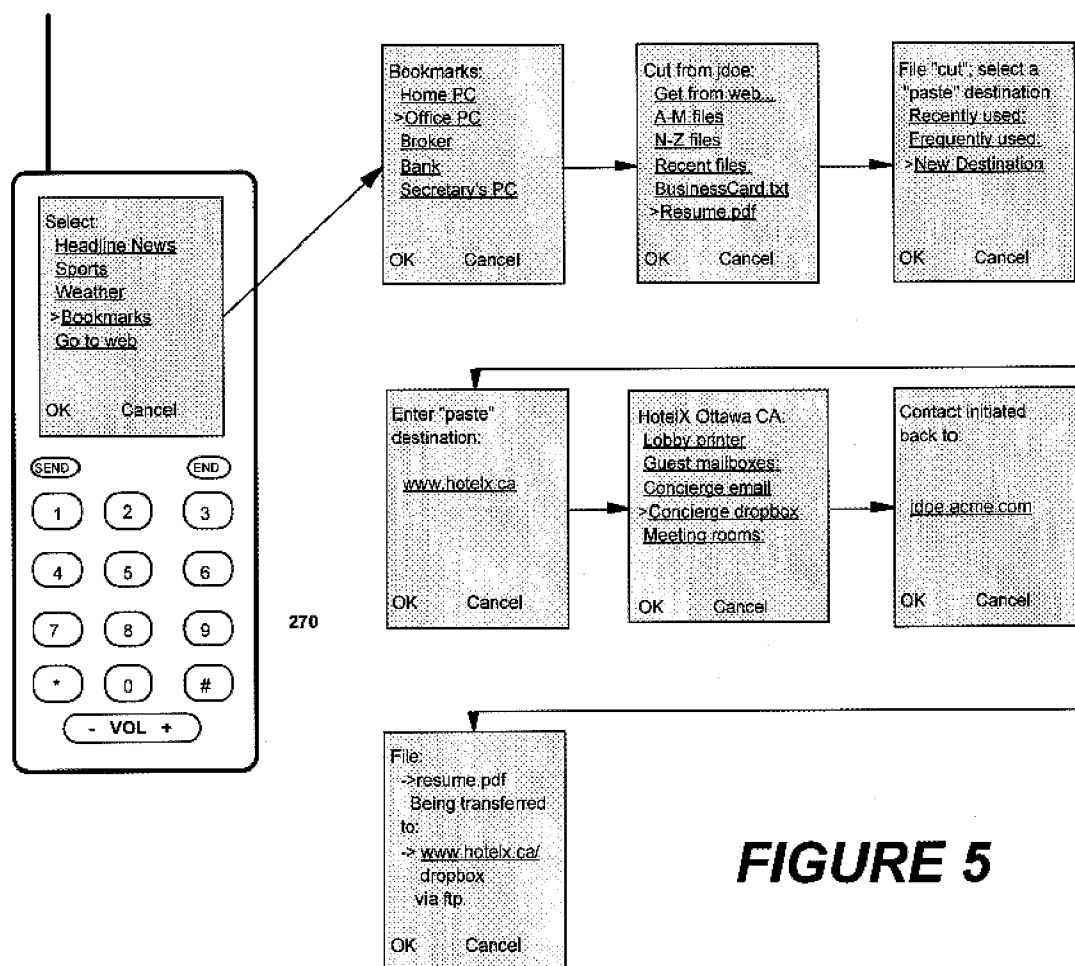 Select:
Headline News
Sports
Weather
>Bookmarks
Go to web
OK Cancel
SEND END
1 2 3
4 5 6
7 8 9
* 0 #
- VOL +
270
Bookmarks:
Home PC
>Office PC
Broker
Bank
Secretary's PC
OK Cancel
Cut from jdoe:
Get from web...
A-M files
N-Z files
Recent files:
BusinessCard.txt
>Resume.pdf
OK Cancel
File "cut"; select a
"paste" destination
Recently used:
Frequently used:
>New Destination
OK Cancel
Enter "paste"
destination:
www.hotelx.ca
OK Cancel
HotelX Ottawa CA:
Lobby printer
Guest mailboxes:
Concierge email
>Concierge dropbox
Meeting rooms:
OK Cancel
Contact initiated
back to:
jdoe.acme.com
OK Cancel
File:
->resume.pdf
Being transferred
to:
-> www.hotelx.ca/
dropbox
via ftp.
OK Cancel
FIGURE 5